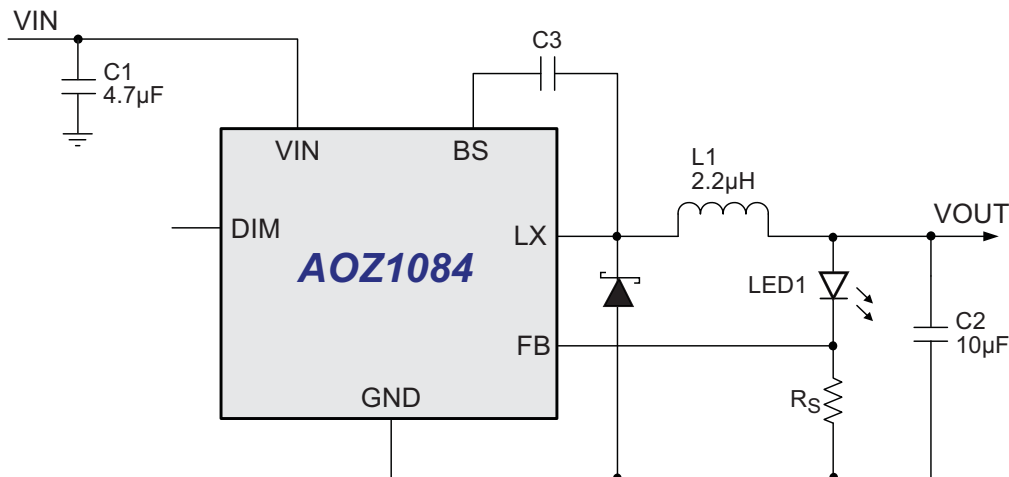 VIN
C1
4.7µF
C3
VIN
BS
L1
2.2µH
DIM
LX
VOUT
AOZ1084
LED1
FB
C2
10µF
GND
RS